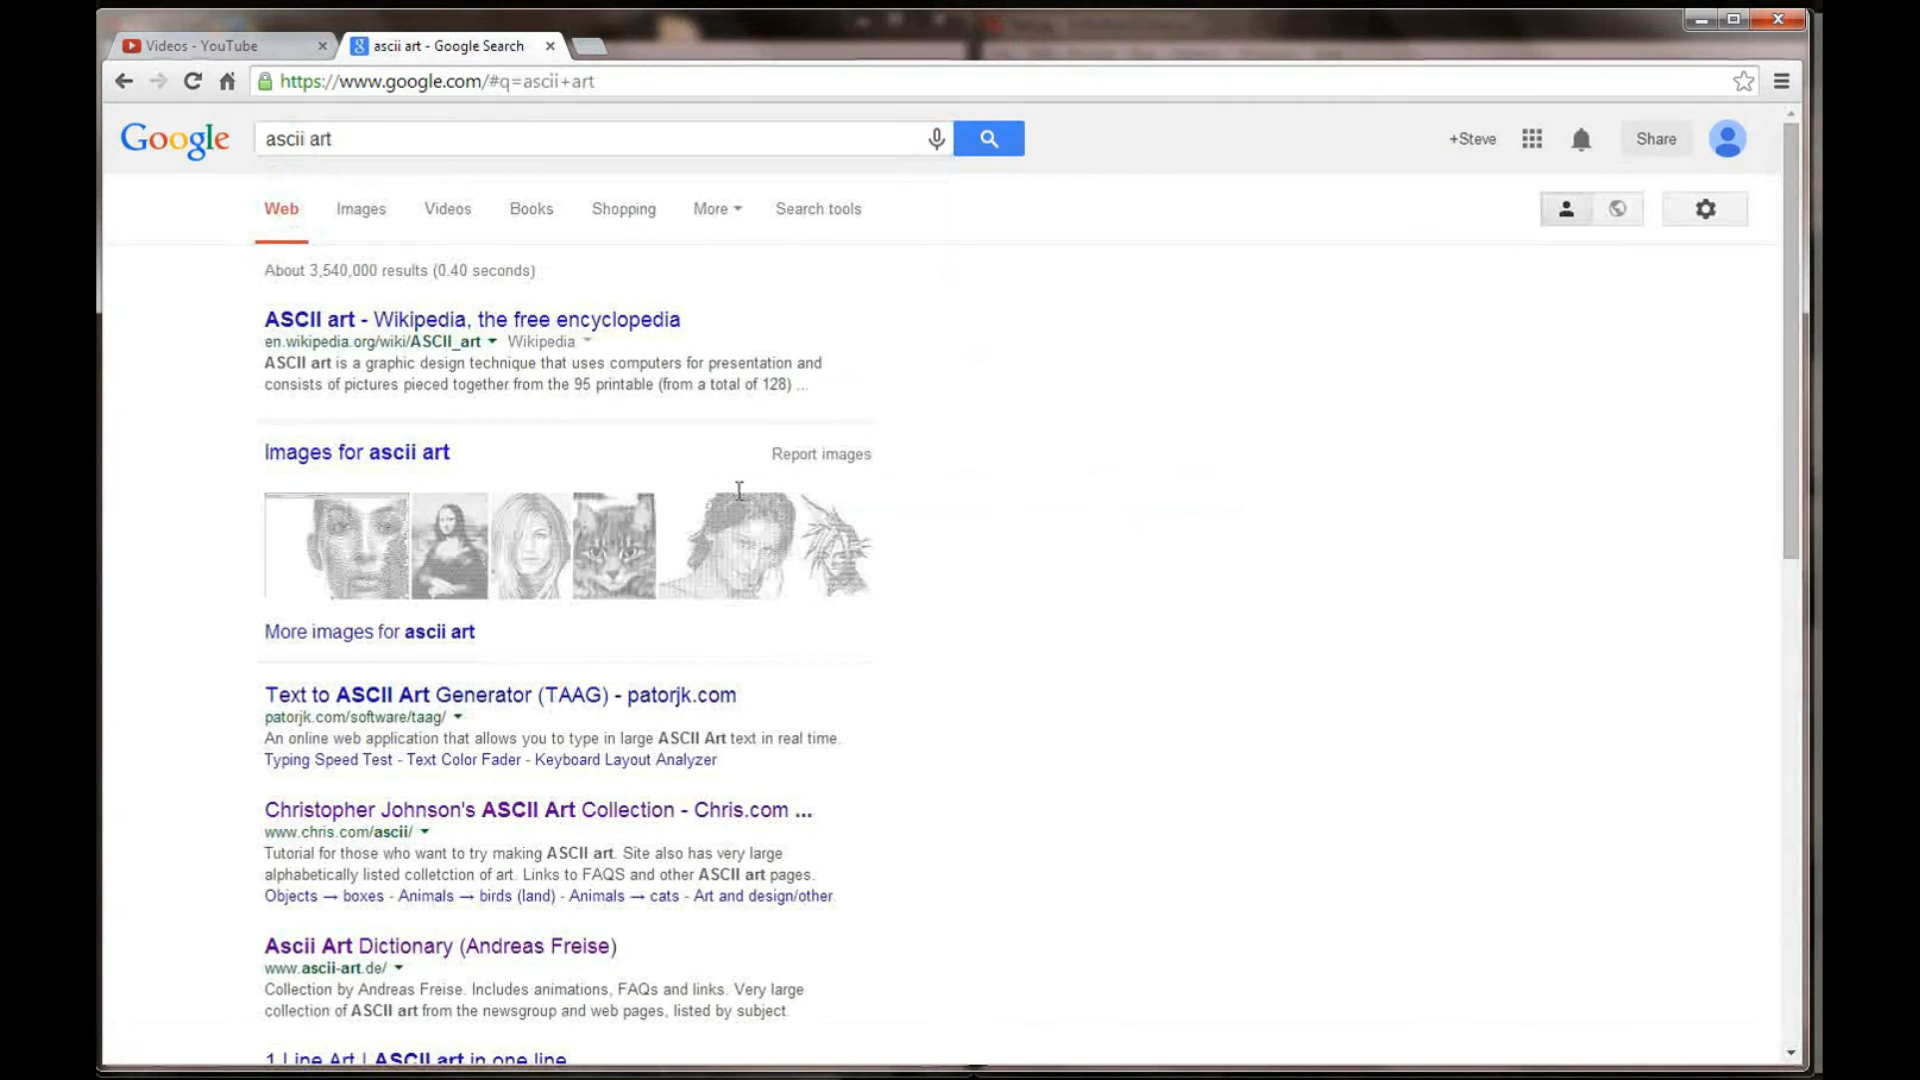 Videos - YouTube
ascii art - Google Search
https://www.google.com/#q=ascii+art
Google
ascii art
+Steve
Share
Web
Images
Videos
Books
Shopping
More
Search tools
About 3,540,000 results (0.40 seconds)
ASCII art - Wikipedia, the free encyclopedia
en.wikipedia.org/wiki/ASCII_art Wikipedia
ASCII art is a graphic design technique that uses computers for presentation and
consists of pictures pieced together from the 95 printable (from a total of 128) ...
Images for ascii art
Report images
More images for ascii art
Text to ASCII Art Generator (TAAG) - patorjk.com
patorjk.com/software/taag/
An online web application that allows you to type in large ASCII Art text in real time.
Typing Speed Test - Text Color Fader - Keyboard Layout Analyzer
Christopher Johnson's ASCII Art Collection - Chris.com ...
www.chris.com/ascii/
Tutorial for those who want to try making ASCII art. Site also has very large
alphabetically listed colletction of art. Links to FAQS and other ASCII art pages.
Objects → boxes - Animals → birds (land) - Animals → cats - Art and design/other
Ascii Art Dictionary (Andreas Freise)
www.ascii-art.de/
Collection by Andreas Freise. Includes animations, FAQs and links. Very large
collection of ASCII art from the newsgroup and web pages, listed by subject.
1 Line Art | ASCII art in one line